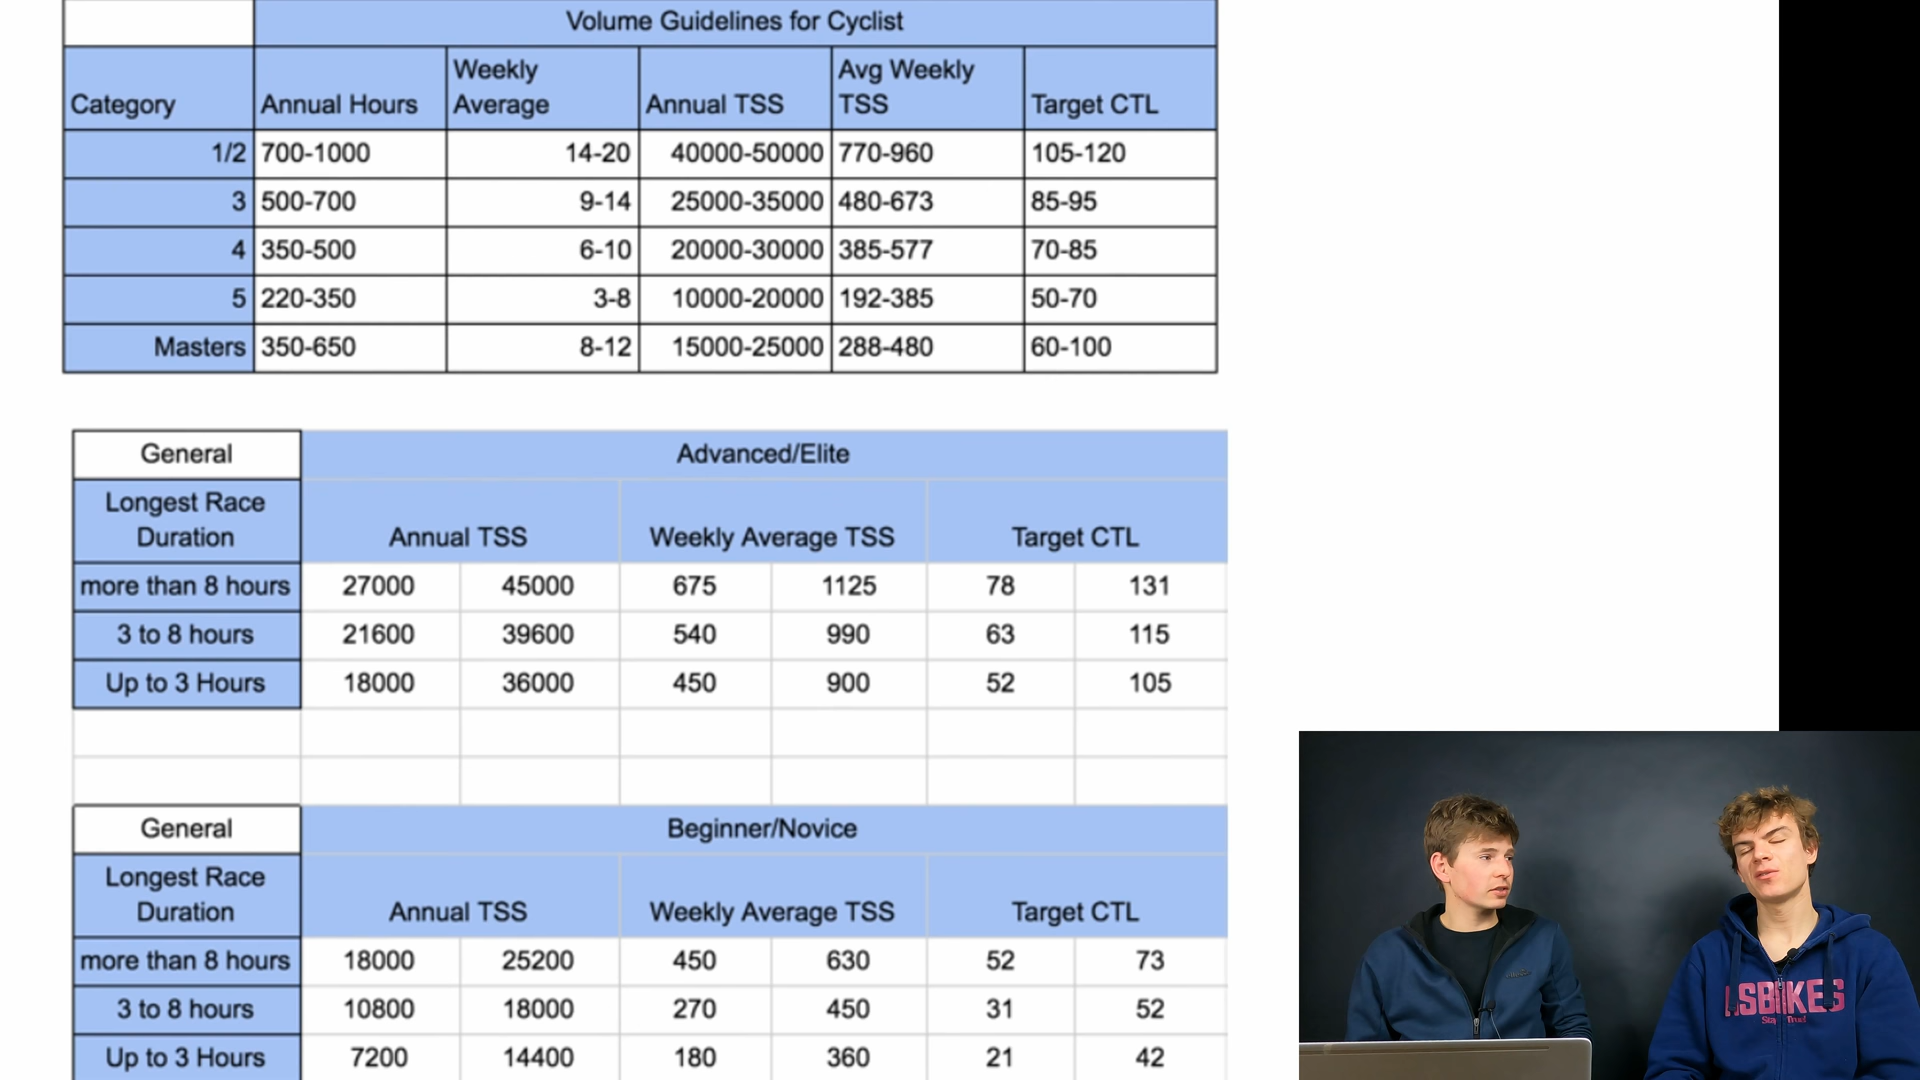 Volume Guidelines for Cyclist
Category Annual Hours Weekly Average Annual TSS Avg Weekly TSS Target CTL
1/2 700-1000 14-20 40000-50000 770-960 105-120
3 500-700 9-14 25000-35000 480-673 85-95
4 350-500 6-10 20000-30000 385-577 70-85
5 220-350 3-8 10000-20000 192-385 50-70
Masters 350-650 8-12 15000-25000 288-480 60-100
General Advanced/Elite
Longest Race Duration Annual TSS Weekly Average TSS Target CTL
more than 8 hours 27000 45000 675 1125 78 131
3 to 8 hours 21600 39600 540 990 63 115
Up to 3 Hours 18000 36000 450 900 52 105
General Beginner/Novice
Longest Race Duration Annual TSS Weekly Average TSS Target CTL
more than 8 hours 18000 25200 450 630 52 73
3 to 8 hours 10800 18000 270 450 31 52
Up to 3 Hours 7200 14400 180 360 21 42